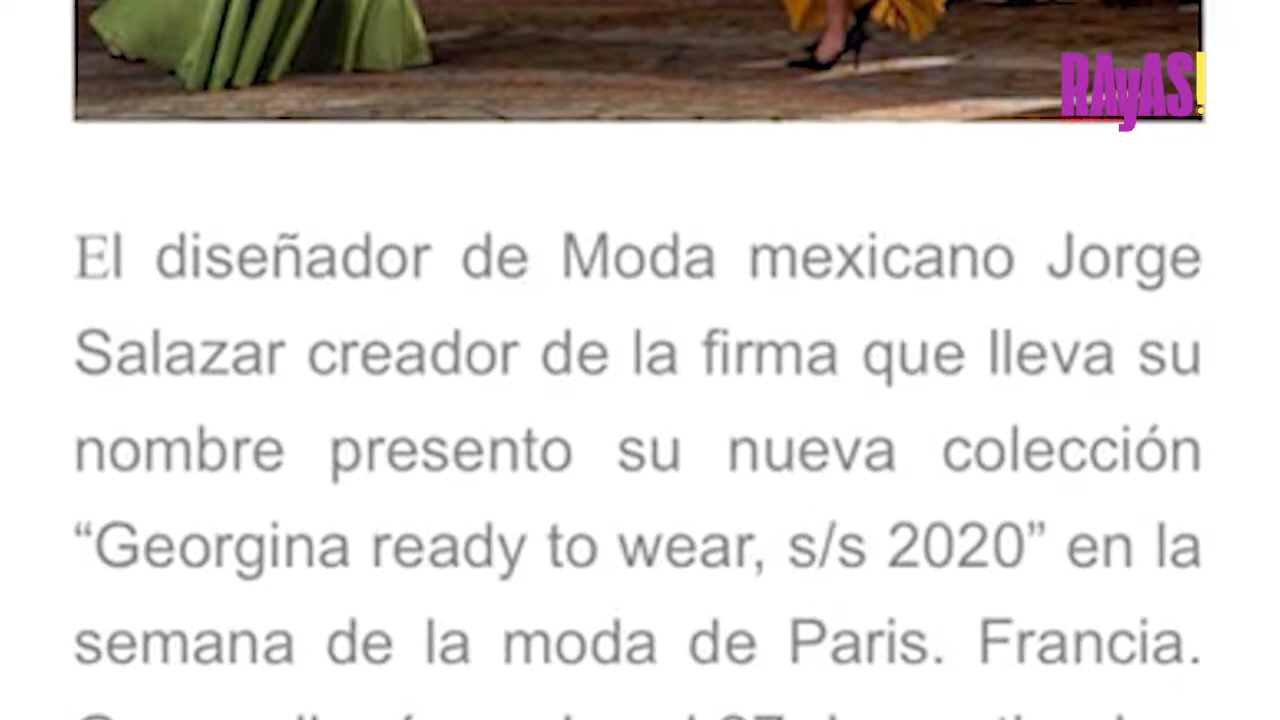 RAyAS!
El diseñador de Moda mexicano Jorge
Salazar creador de la firma que lleva su
nombre presento su nueva colección
“Georgina ready to wear, s/s 2020” en la
semana de la moda de Paris. Francia.